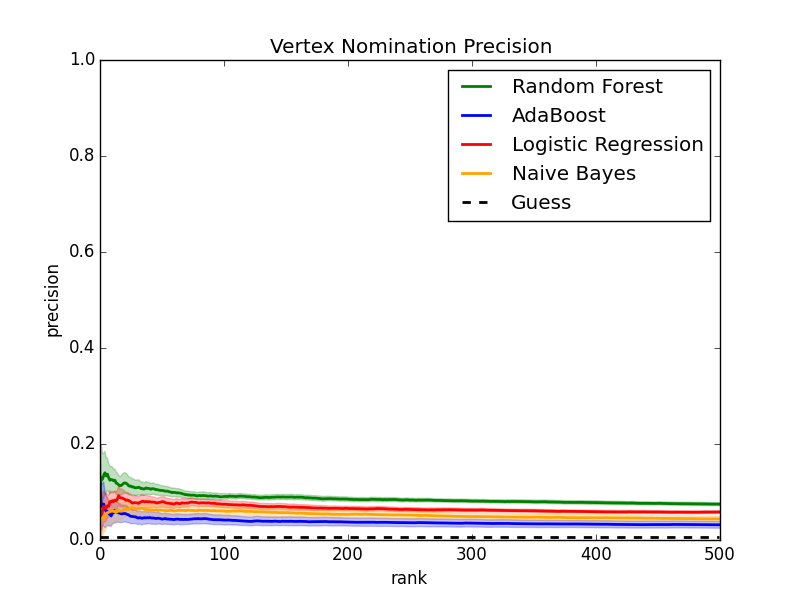 Vertex Nomination Precision
1.0
0.8
0.6
0.4
0.2
0.0
precision
Random Forest
AdaBoost
Logistic Regression
Naive Bayes
Guess
0 100 200 300 400 500
rank